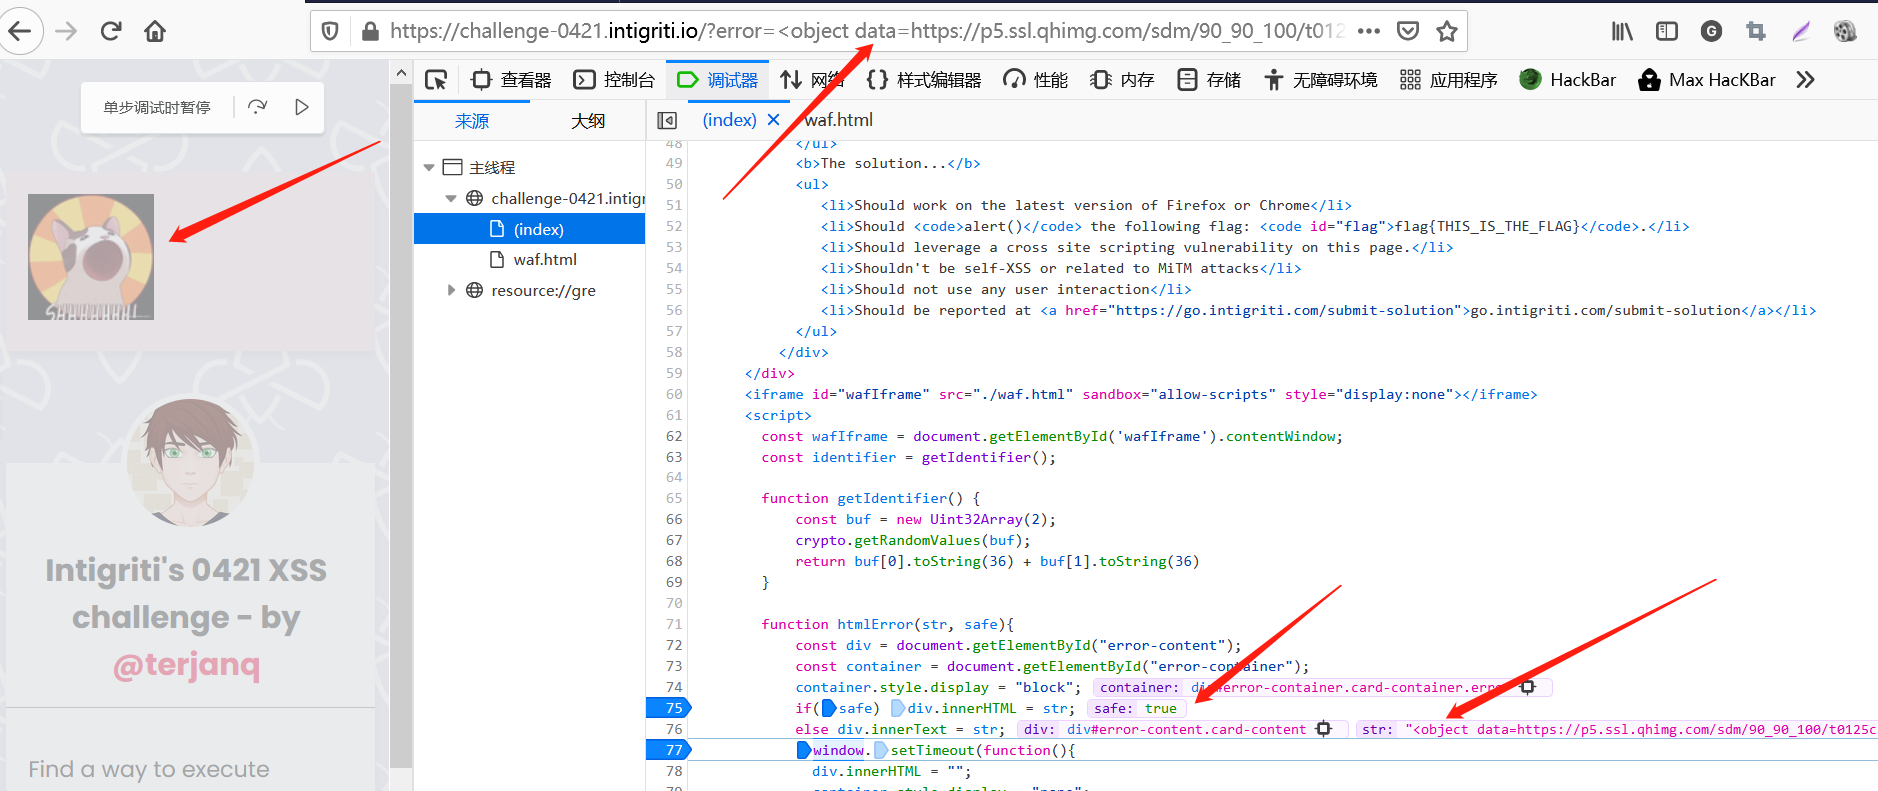 https://challenge-0421.intigriti.io/?error=<object data=https://p5.ssl.qhimg.com/sdm/90_90_100/t012
单步调试时暂停
查看器 控制台 调试器 网络 样式编辑器 性能 内存 存储 无障碍环境 应用程序 HackBar Max HacKBar
来源 大纲
(index) waf.html
主线程
challenge-0421.intigr
(index)
waf.html
resource://gre
SHHHHHHH!
Intigriti's 0421 XSS
challenge - by
@terjanq
Find a way to execute
48 </ul>
49 <b>The solution...</b>
50 <ul>
51 <li>Should work on the latest version of Firefox or Chrome</li>
52 <li>Should <code>alert()</code> the following flag: <code id="flag">flag{THIS_IS_THE_FLAG}</code>.</li>
53 <li>Should leverage a cross site scripting vulnerability on this page.</li>
54 <li>Shouldn't be self-XSS or related to MiTM attacks</li>
55 <li>Should not use any user interaction</li>
56 <li>Should be reported at <a href="https://go.intigriti.com/submit-solution">go.intigriti.com/submit-solution</a></li>
57 </ul>
58 </div>
59 </div>
60 <iframe id="wafIframe" src="./waf.html" sandbox="allow-scripts" style="display:none"></iframe>
61 <script>
62 const wafIframe = document.getElementById('wafIframe').contentWindow;
63 const identifier = getIdentifier();
64
65 function getIdentifier() {
66 const buf = new Uint32Array(2);
67 crypto.getRandomValues(buf);
68 return buf[0].toString(36) + buf[1].toString(36)
69 }
70
71 function htmlError(str, safe){
72 const div = document.getElementById("error-content");
73 const container = document.getElementById("error-container");
74 container.style.display = "block"; container: div#error-container.card-container.erro
75 if(safe) div.innerHTML = str; safe: true
76 else div.innerText = str; div: div#error-content.card-content str: "<object data=https://p5.ssl.qhimg.com/sdm/90_90_100/t0125c
77 window.setTimeout(function(){
78 div.innerHTML = "";
79 container.style.display = "none";